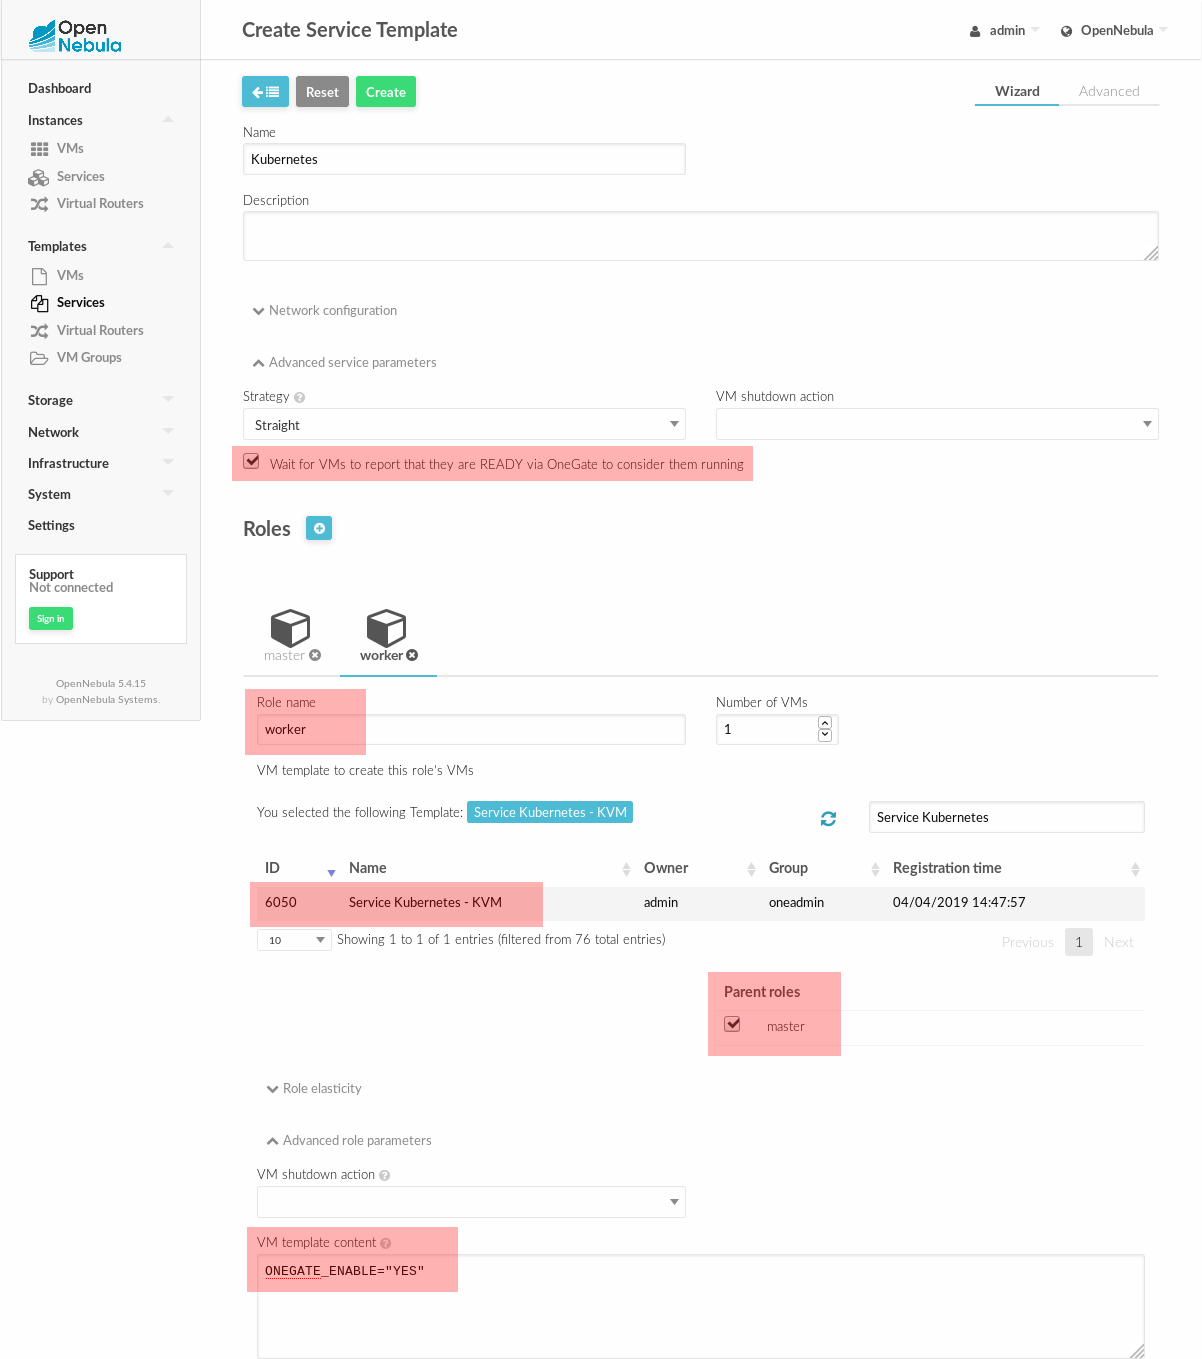 Open
Nebula
Create Service Template
admin
OpenNebula
Dashboard
Instances
VMs
Services
Virtual Routers
Templates
VMs
Services
Virtual Routers
VM Groups
Storage
Network
Infrastructure
System
Settings
Support
Not connected
Sign in
OpenNebula 5.4.15
by OpenNebula Systems.
Reset
Create
Wizard
Advanced
Name
Kubernetes
Description
Network configuration
Advanced service parameters
Strategy
VM shutdown action
Straight
Wait for VMs to report that they are READY via OneGate to consider them running
Roles
master
worker
Role name
Number of VMs
worker
1
VM template to create this role's VMs
You selected the following Template: Service Kubernetes - KVM
Service Kubernetes
ID Name Owner Group Registration time
6050 Service Kubernetes - KVM admin oneadmin 04/04/2019 14:47:57
10 Showing 1 to 1 of 1 entries (filtered from 76 total entries)
Previous 1 Next
Parent roles
master
Role elasticity
Advanced role parameters
VM shutdown action
VM template content
ONEGATE_ENABLE="YES"